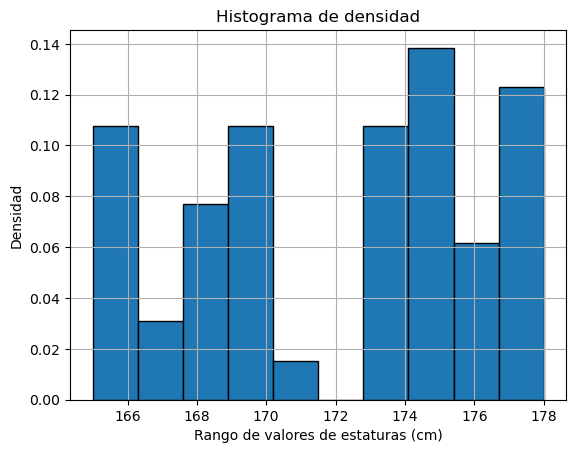 Histograma de densidad
Densidad
0.14
0.12
0.10
0.08
0.06
0.04
0.02
0.00
166 168 170 172 174 176 178
Rango de valores de estaturas (cm)